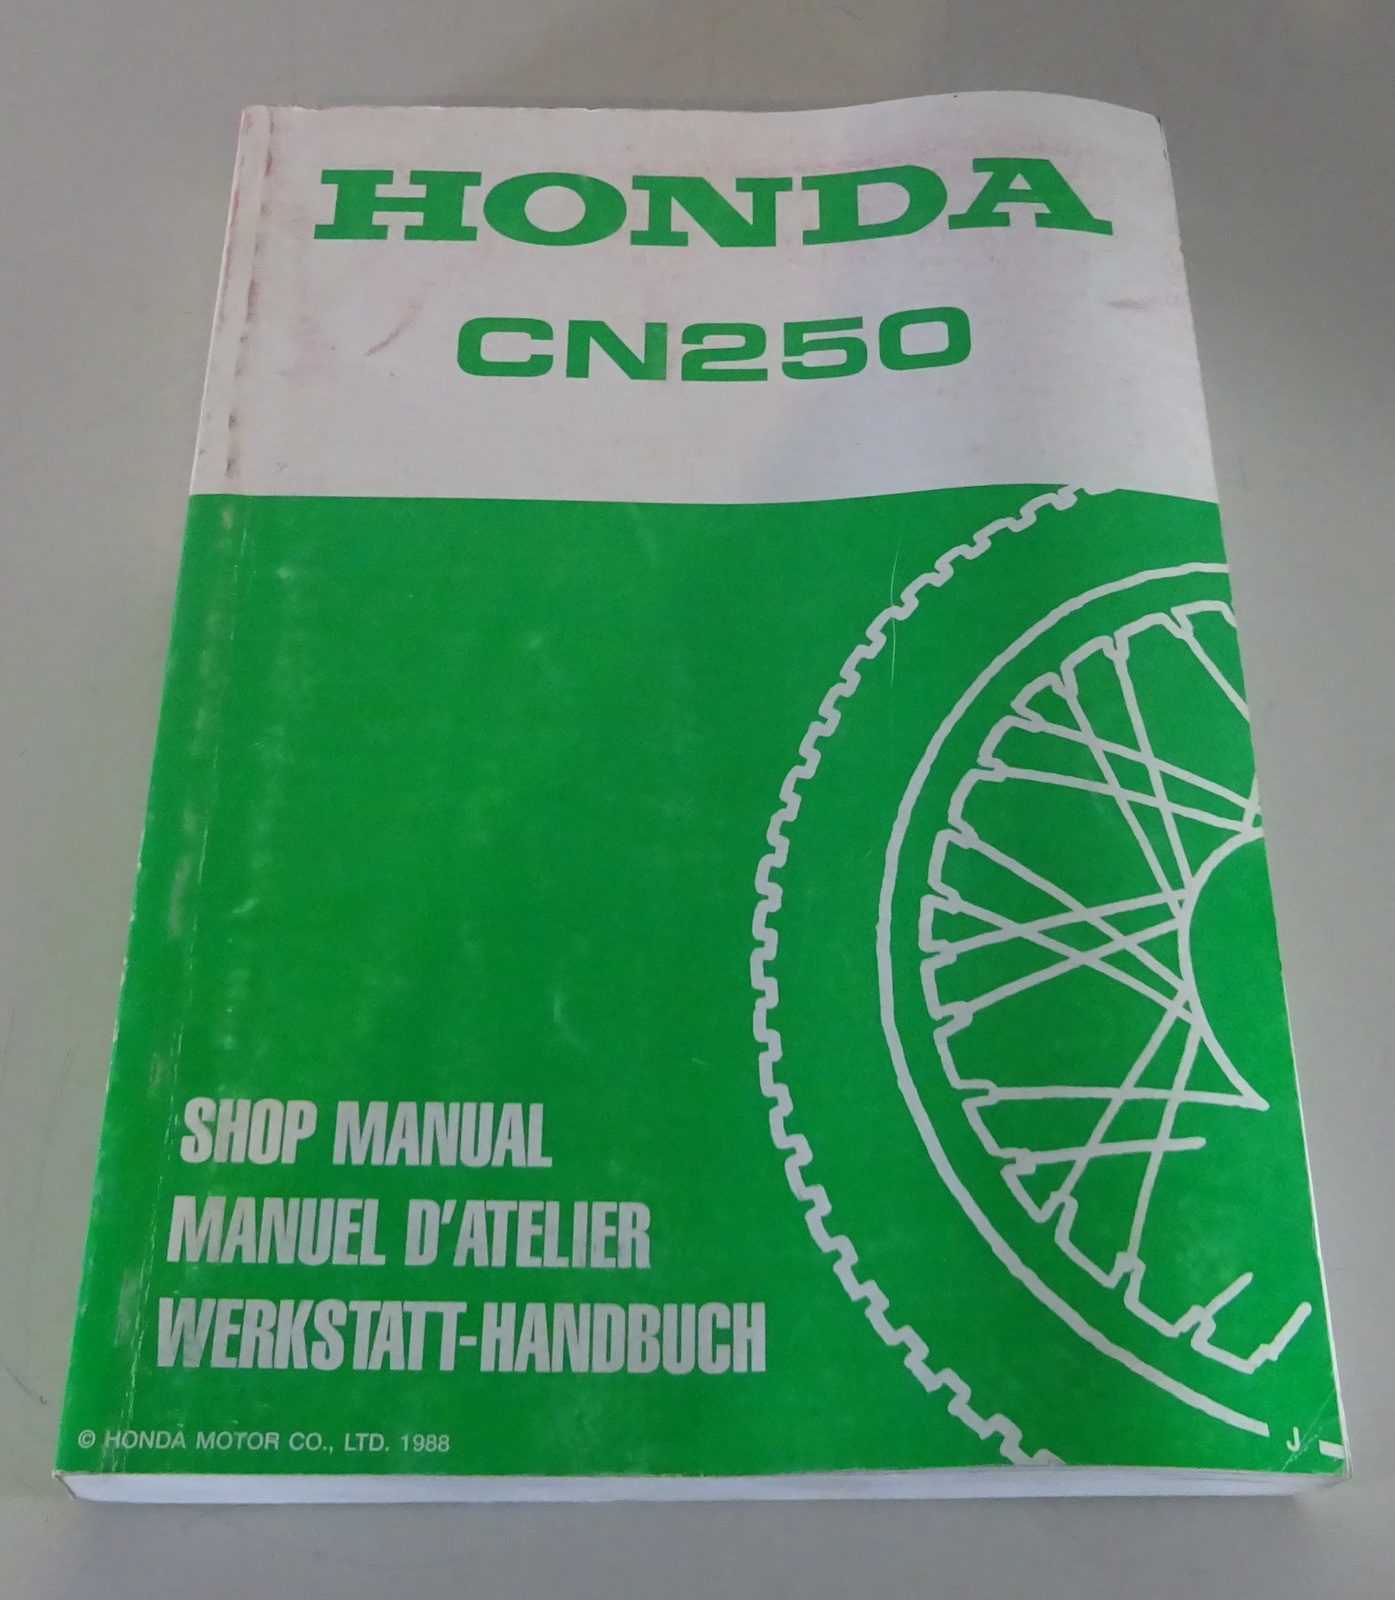 HONDA
CN250
SHOP MANUAL
MANUEL D'ATELIER
WERKSTATT-HANDBUCH
© HONDA MOTOR CO., LTD. 1988
J